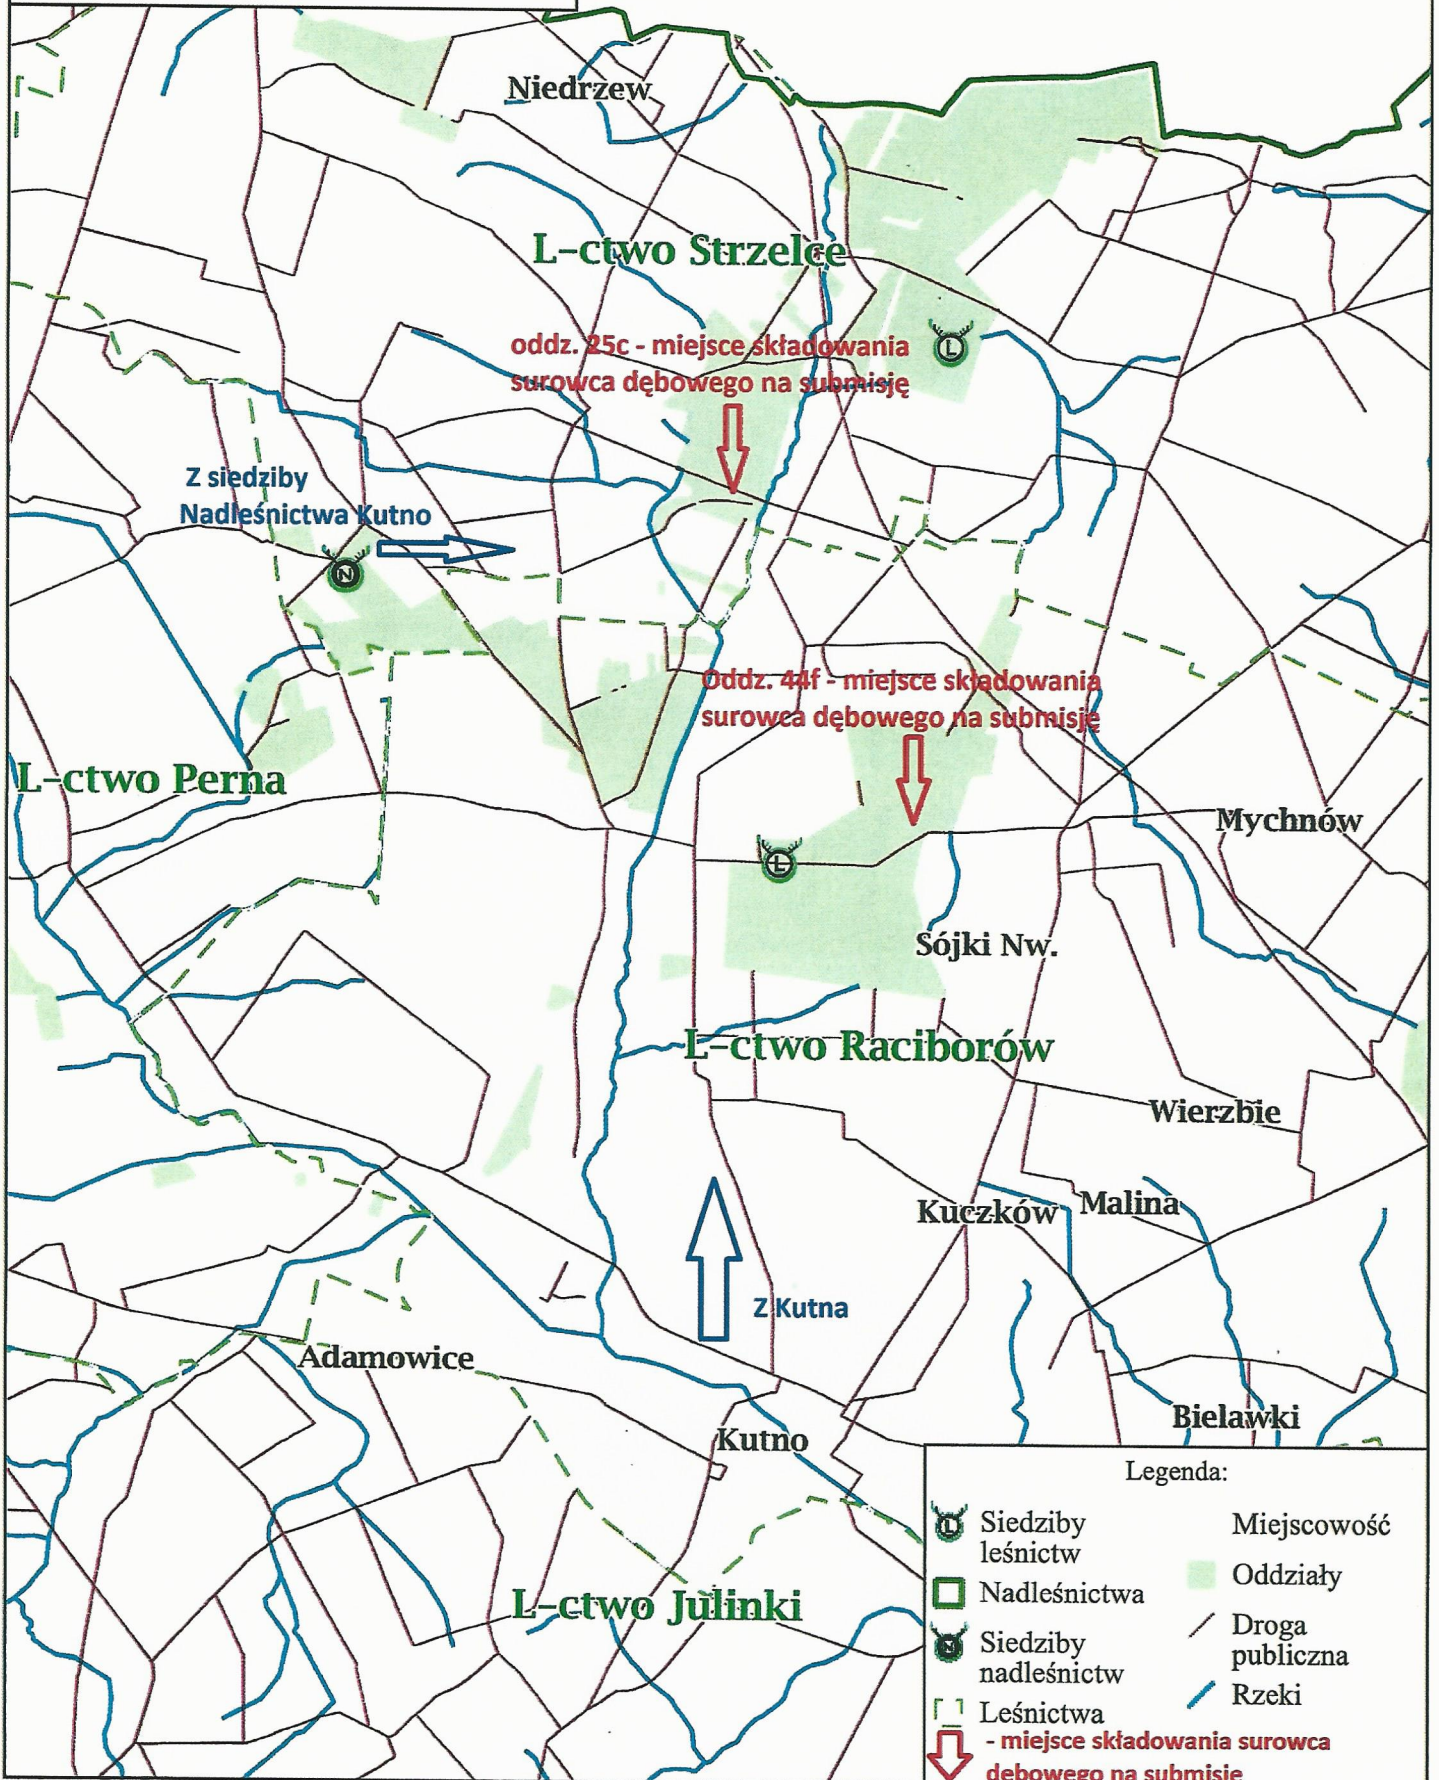 Niedrzew
L-ctwo Strzelce
L
oddz. 25c - miejsce składowania
surowca dębowego na submisję
Z siedziby
Nadleśnictwa Kutno
N
Oddz. 44f - miejsce składowania
surowca dębowego na submisję
L-ctwo Perna
Mychnów
L
Sójki Nw.
L-ctwo Raciborów
Wierzbie
Kuczków
Malina
Z Kutna
Adamowice
Bielawki
Kutno
L-ctwo Julinki
Legenda:
L
Siedziby
leśnictw
Nadleśnictwa
N
Siedziby
nadleśnictw
Leśnictwa
Miejscowość
Oddziały
Droga
publiczna
Rzeki
- miejsce składowania surowca
dębowego na submisję